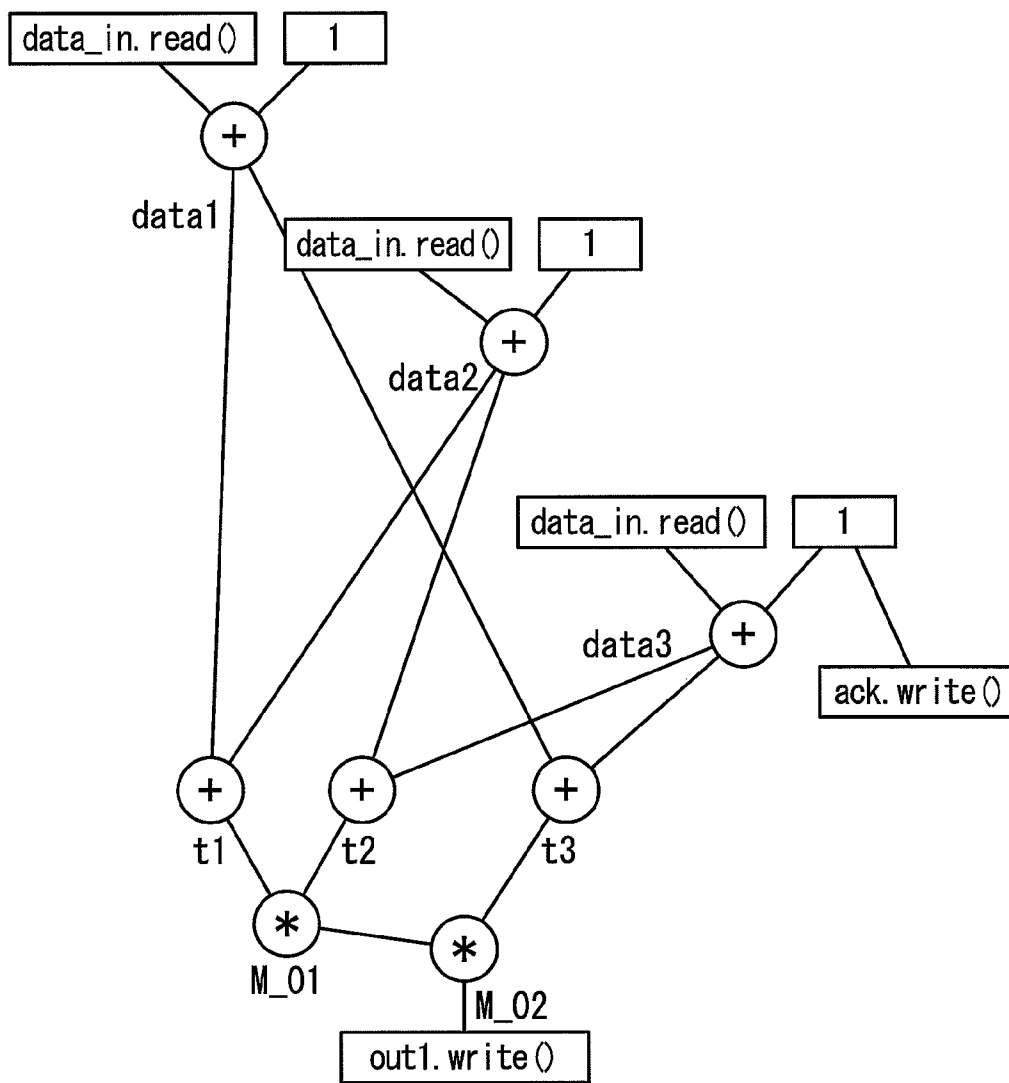 data_in.read() 1
+
data1
data_in.read() 1
+
data2
data_in.read() 1
+
data3
ack.write()
+ + +
t1 t2 t3
* *
M_01
M_02
out1.write()